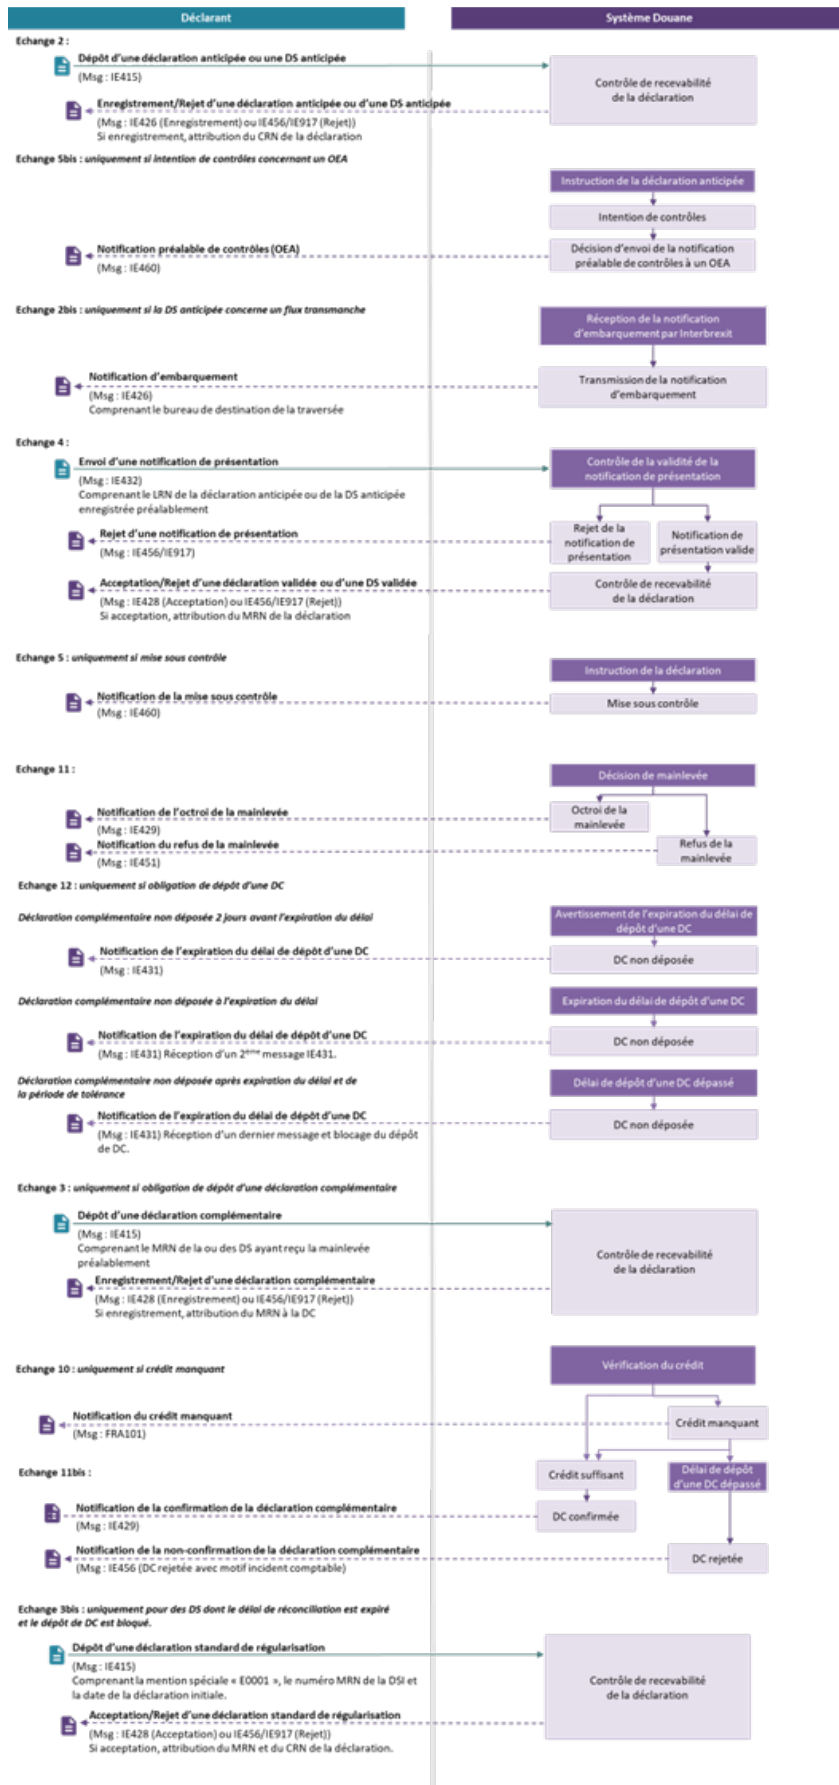 Déclarant
Système Douane
Echange 2 :
Dépôt d'une déclaration anticipée ou une DS anticipée
(Msg : IE415)
Contrôle de recevabilité
de la déclaration
Enregistrement/Rejet d'une déclaration anticipée ou d'une DS anticipée
(Msg : IE426 (Enregistrement) ou IE456/IE917 (Rejet))
Si enregistrement, attribution du CRN de la déclaration
Echange 5bis : uniquement si intention de contrôles concernant un OEA
Instruction de la déclaration anticipée
Intention de contrôles
Notification préalable de contrôles (OEA)
(Msg : IE460)
Décision d'envoi de la notification
préalable de contrôles à un OEA
Echange 2bis : uniquement si la DS anticipée concerne un flux transmanche
Réception de la notification
d'embarquement par Interbrexit
Notification d'embarquement
(Msg : IE426)
Comprenant le bureau de destination de la traversée
Transmission de la notification
d'embarquement
Echange 4 :
Envoi d'une notification de présentation
(Msg : IE432)
Comprenant le LRN de la déclaration anticipée ou de la DS anticipée
enregistrée préalablement
Contrôle de la validité de la
notification de présentation
Rejet d'une notification de présentation
(Msg : IE456/IE917)
Rejet de la
notification de
présentation
Notification de
présentation valide
Acceptation/Rejet d'une déclaration validée ou d'une DS validée
(Msg : IE428 (Acceptation) ou IE456/IE917 (Rejet))
Si acceptation, attribution du MRN de la déclaration
Contrôle de recevabilité
de la déclaration
Echange 5 : uniquement si mise sous contrôle
Instruction de la déclaration
Notification de la mise sous contrôle
(Msg : IE460)
Mise sous contrôle
Echange 11 :
Décision de mainlevée
Notification de l'octroi de la mainlevée
(Msg : IE429)
Octroi de la
mainlevée
Notification du refus de la mainlevée
(Msg : IE451)
Refus de la
mainlevée
Echange 12 : uniquement si obligation de dépôt d'une DC
Déclaration complémentaire non déposée 2 jours avant l'expiration du délai
Avertissement de l'expiration du délai de
dépôt d'une DC
Notification de l'expiration du délai de dépôt d'une DC
(Msg : IE431)
DC non déposée
Déclaration complémentaire non déposée à l'expiration du délai
Expiration du délai de dépôt d'une DC
Notification de l'expiration du délai de dépôt d'une DC
(Msg : IE431) Réception d'un 2ème message IE431.
DC non déposée
Déclaration complémentaire non déposée après expiration du délai et de
la période de tolérance
Délai de dépôt d'une DC dépassé
Notification de l'expiration du délai de dépôt d'une DC
(Msg : IE431) Réception d'un dernier message et blocage du dépôt
de DC.
DC non déposée
Echange 3 : uniquement si obligation de dépôt d'une déclaration complémentaire
Dépôt d'une déclaration complémentaire
(Msg : IE415)
Comprenant le MRN de la ou des DS ayant reçu la mainlevée
préalablement
Contrôle de recevabilité
de la déclaration
Enregistrement/Rejet d'une déclaration complémentaire
(Msg : IE428 (Enregistrement) ou IE456/IE917 (Rejet))
Si enregistrement, attribution du MRN à la DC
Echange 10 : uniquement si crédit manquant
Vérification du crédit
Notification du crédit manquant
(Msg : FRA101)
Crédit manquant
Echange 11bis :
Crédit suffisant
Délai de dépôt
d'une DC dépassé
Notification de la confirmation de la déclaration complémentaire
(Msg : IE429)
DC confirmée
Notification de la non-confirmation de la déclaration complémentaire
(Msg : IE456 (DC rejetée avec motif incident comptable)
DC rejetée
Echange 3bis : uniquement pour des DS dont le délai de réconciliation est expiré
et le dépôt de DC est bloqué.
Dépôt d'une déclaration standard de régularisation
(Msg : IE415)
Comprenant la mention spéciale « E0001 », le numéro MRN de la DSI et
la date de la déclaration initiale.
Contrôle de recevabilité
de la déclaration
Acceptation/Rejet d'une déclaration standard de régularisation
(Msg : IE428 (Acceptation) ou IE456/IE917 (Rejet))
Si acceptation, attribution du MRN et du CRN de la déclaration.